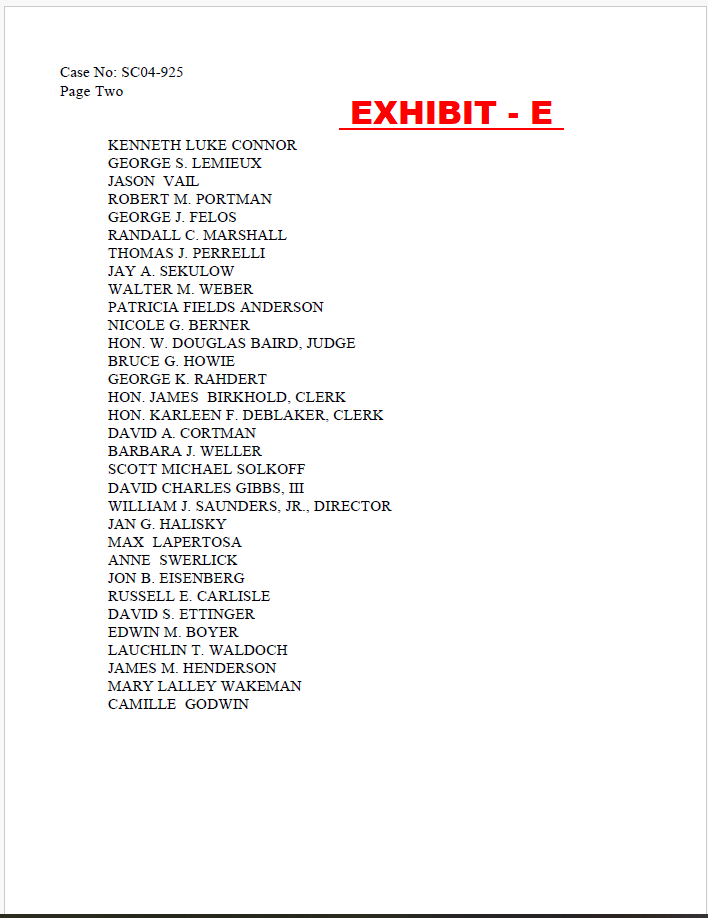 Case No: SC04-925
Page Two
EXHIBIT - E
KENNETH LUKE CONNOR
GEORGE S. LEMIEUX
JASON  VAIL
ROBERT M. PORTMAN
GEORGE J. FELOS
RANDALL C. MARSHALL
THOMAS J. PERRELLI
JAY A. SEKULOW
WALTER M. WEBER
PATRICIA FIELDS ANDERSON
NICOLE G. BERNER
HON. W. DOUGLAS BAIRD, JUDGE
BRUCE G. HOWIE
GEORGE K. RAHDERT
HON. JAMES  BIRKHOLD, CLERK
HON. KARLEEN F. DEBLAKER, CLERK
DAVID A. CORTMAN
BARBARA J. WELLER
SCOTT MICHAEL SOLKOFF
DAVID CHARLES GIBBS, III
WILLIAM J. SAUNDERS, JR., DIRECTOR
JAN G. HALISKY
MAX  LAPERTOSA
ANNE  SWERLICK
JON B. EISENBERG
RUSSELL E. CARLISLE
DAVID S. ETTINGER
EDWIN M. BOYER
LAUCHLIN T. WALDOCH
JAMES M. HENDERSON
MARY LALLEY WAKEMAN
CAMILLE  GODWIN